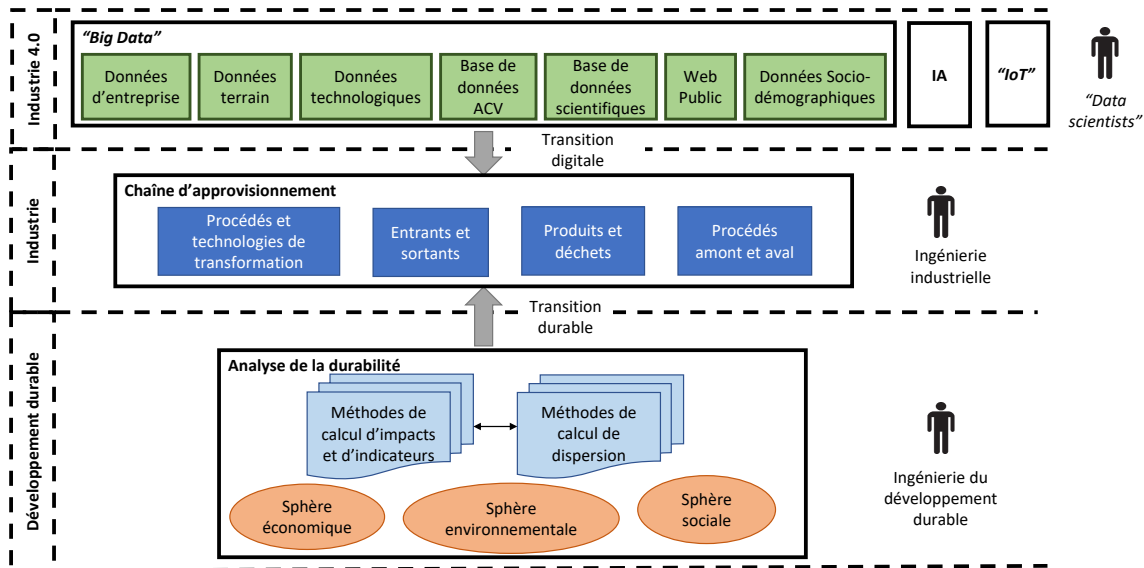 Industrie 4.0
“Big Data”
Données
d’entreprise
Données
terrain
Données
technologiques
Base de
données
ACV
Base de
données
scientifiques
Web
Public
Données Socio-
démographiques
IA
“IoT”
“Data
scientists”
Transition
digitale
Industrie
Chaîne d’approvisionnement
Procédés et
technologies de
transformation
Entrants et
sortants
Produits et
déchets
Procédés
amont et aval
Ingénierie
industrielle
Transition
durable
Développement durable
Analyse de la durabilité
Méthodes de
calcul d’impacts
et d’indicateurs
Méthodes de
calcul de
dispersion
Sphère
économique
Sphère
environnementale
Sphère
sociale
Ingénierie du
développement
durable